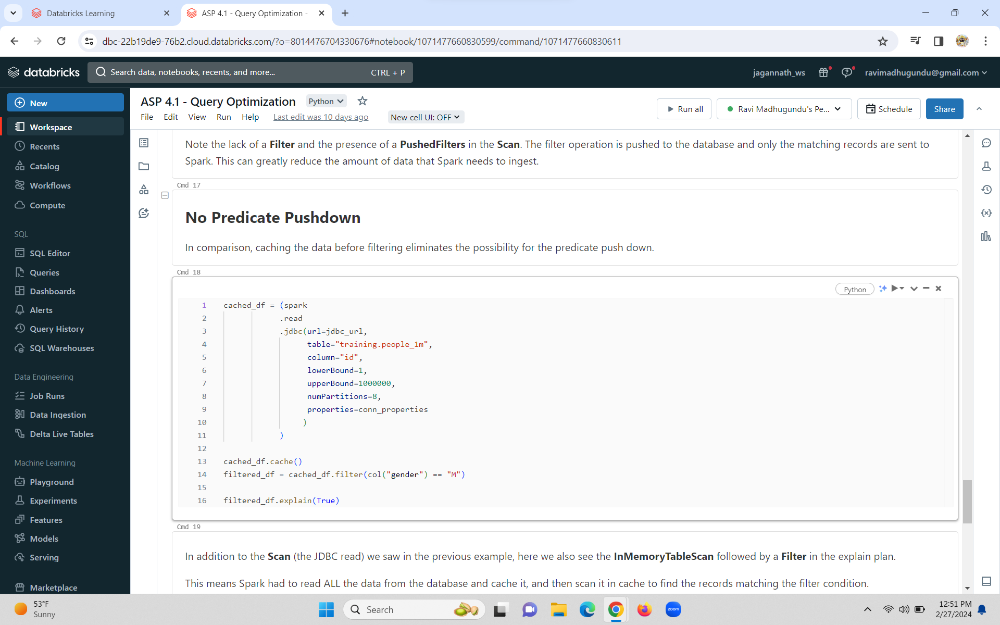 Databricks Learning
ASP 4.1 - Query Optimization -
dbc-22b19de9-76b2.cloud.databricks.com/?o=8014476704330676#notebook/1071477660830599/command/1071477660830611
databricks
Search data, notebooks, recents, and more...
CTRL + P
jagannath_ws
ravimadhugundu@gmail.com
New
Workspace
Recents
Catalog
Workflows
Compute
SQL
SQL Editor
Queries
Dashboards
Alerts
Query History
SQL Warehouses
Data Engineering
Job Runs
Data Ingestion
Delta Live Tables
Machine Learning
Playground
Experiments
Features
Models
Serving
Marketplace
ASP 4.1 - Query Optimization
Python
File Edit View Run Help Last edit was 10 days ago New cell UI: OFF
Run all
Ravi Madhugundu's Pe...
Schedule
Share
Note the lack of a Filter and the presence of a PushedFilters in the Scan. The filter operation is pushed to the database and only the matching records are sent to
Spark. This can greatly reduce the amount of data that Spark needs to ingest.
Cmd 17
No Predicate Pushdown
In comparison, caching the data before filtering eliminates the possibility for the predicate push down.
Cmd 18
Python
1 cached_df = (spark
2 .read
3 .jdbc(url=jdbc_url,
4 table="training.people_1m",
5 column="id",
6 lowerBound=1,
7 upperBound=1000000,
8 numPartitions=8,
9 properties=conn_properties
10 )
11 )
12
13 cached_df.cache()
14 filtered_df = cached_df.filter(col("gender") == "M")
15
16 filtered_df.explain(True)
Cmd 19
In addition to the Scan (the JDBC read) we saw in the previous example, here we also see the InMemoryTableScan followed by a Filter in the explain plan.
This means Spark had to read ALL the data from the database and cache it, and then scan it in cache to find the records matching the filter condition.
53°F
Sunny
Search
zoom
12:51 PM
2/27/2024